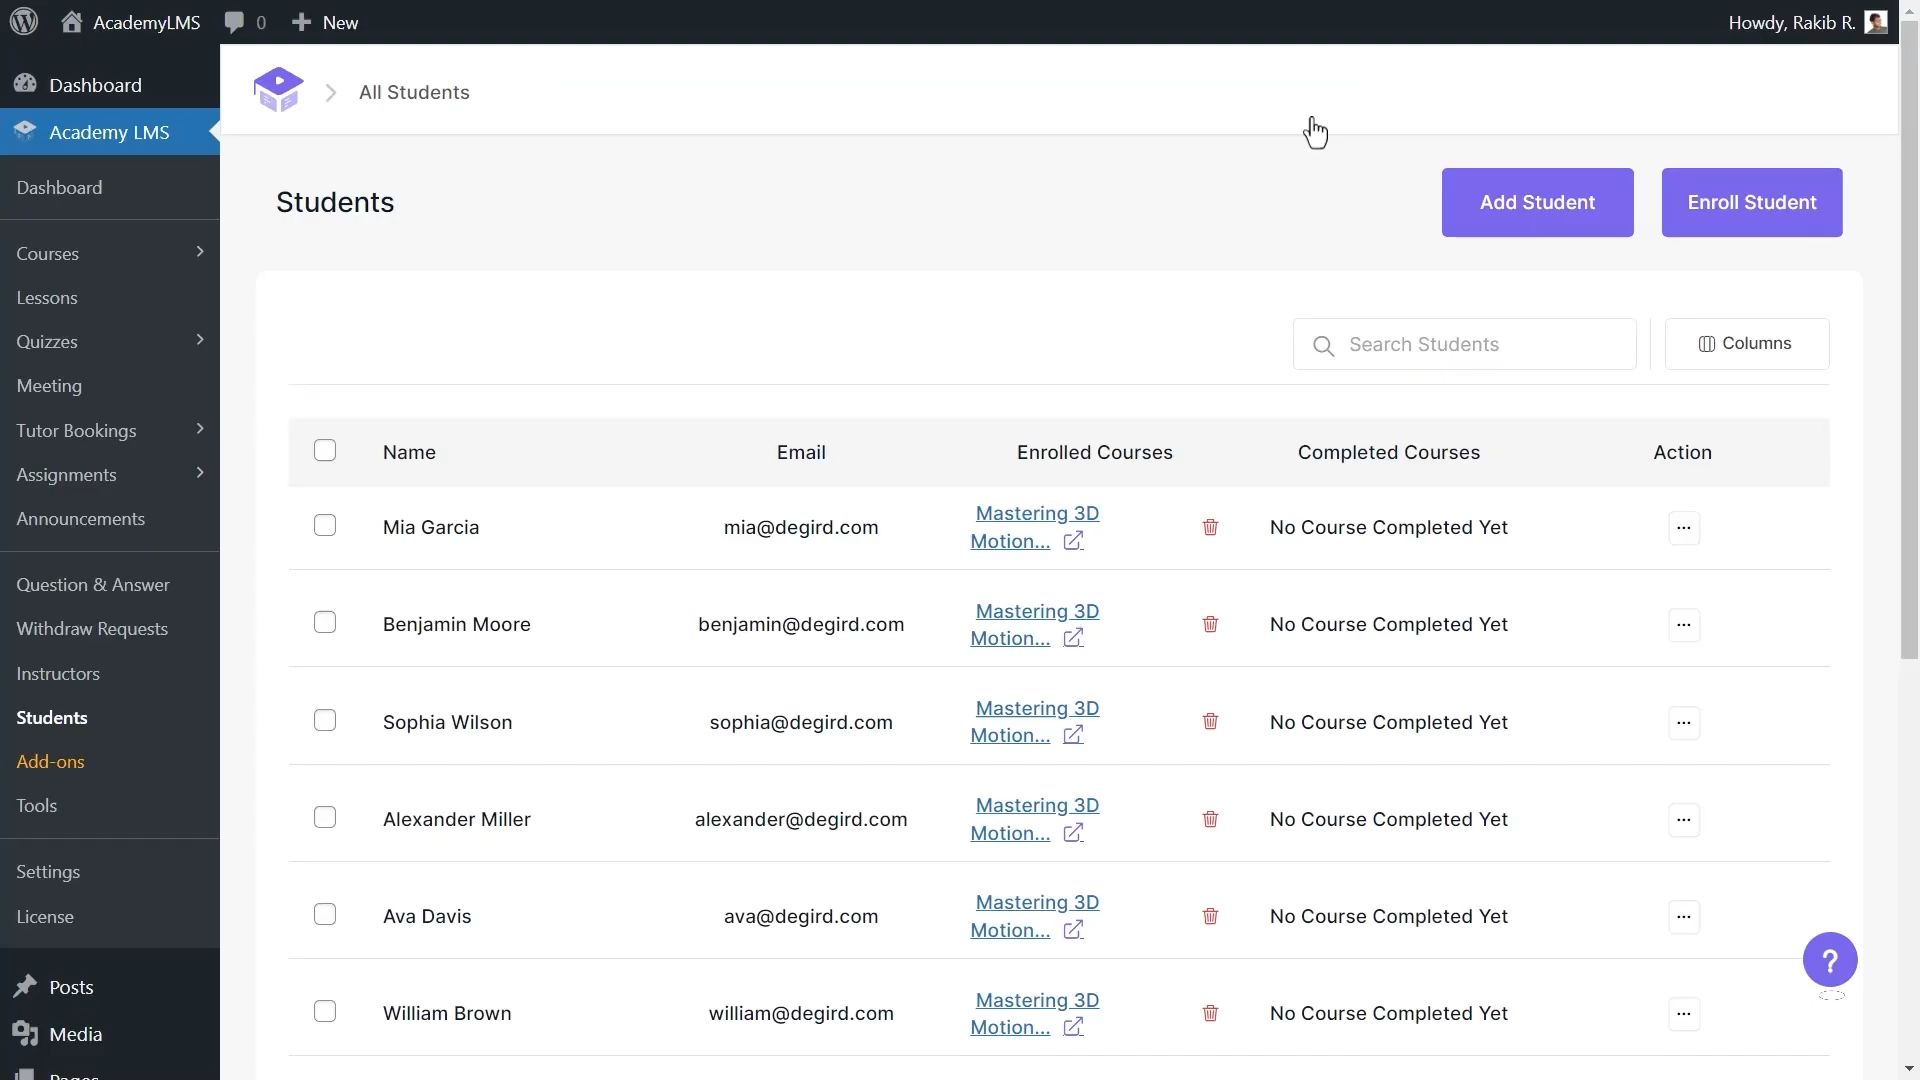 AcademyLMS 0 New Howdy, Rakib R.
Dashboard
Academy LMS
Dashboard
Courses
Lessons
Quizzes
Meeting
Tutor Bookings
Assignments
Announcements
Question & Answer
Withdraw Requests
Instructors
Students
Add-ons
Tools
Settings
License
Posts
Media
Pages
All Students
Students
Add Student
Enroll Student
Search Students
Columns
Name Email Enrolled Courses Completed Courses Action
Mia Garcia mia@degird.com Mastering 3D
Motion... No Course Completed Yet ...
Benjamin Moore benjamin@degird.com Mastering 3D
Motion... No Course Completed Yet ...
Sophia Wilson sophia@degird.com Mastering 3D
Motion... No Course Completed Yet ...
Alexander Miller alexander@degird.com Mastering 3D
Motion... No Course Completed Yet ...
Ava Davis ava@degird.com Mastering 3D
Motion... No Course Completed Yet ...
William Brown william@degird.com Mastering 3D
Motion... No Course Completed Yet ...
?